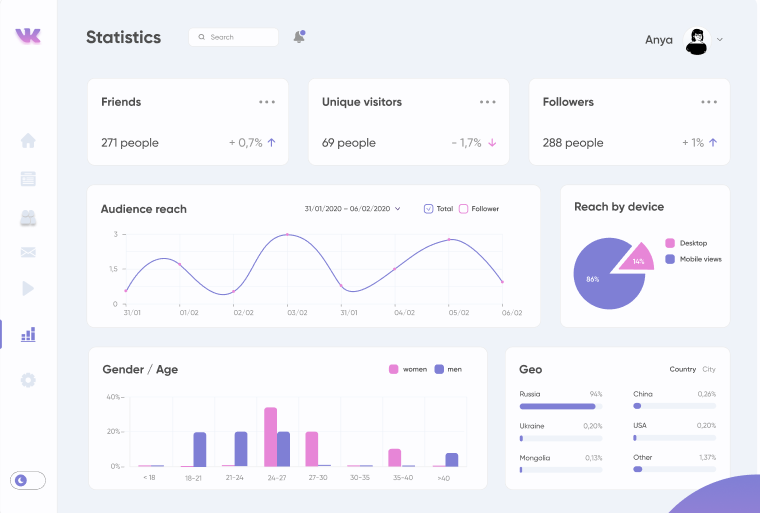 Statistics
Search
Anya
Friends
271 people
+ 0,7%
Unique visitors
69 people
- 1,7%
Followers
288 people
+ 1%
Audience reach
31/01/2020 – 06/02/2020
Total
Follower
3
1,5
0
31/01
01/02
02/02
03/02
31/01
04/02
05/02
06/02
Reach by device
14%
86%
Desktop
Mobile views
Gender / Age
women
men
40%
20%
0%
< 18
18-21
21-24
24-27
27-30
30-35
35-40
>40
Geo
Country City
Russia 94%
China 0,26%
Ukraine 0,20%
USA 0,20%
Mongolia 0,13%
Other 1,37%